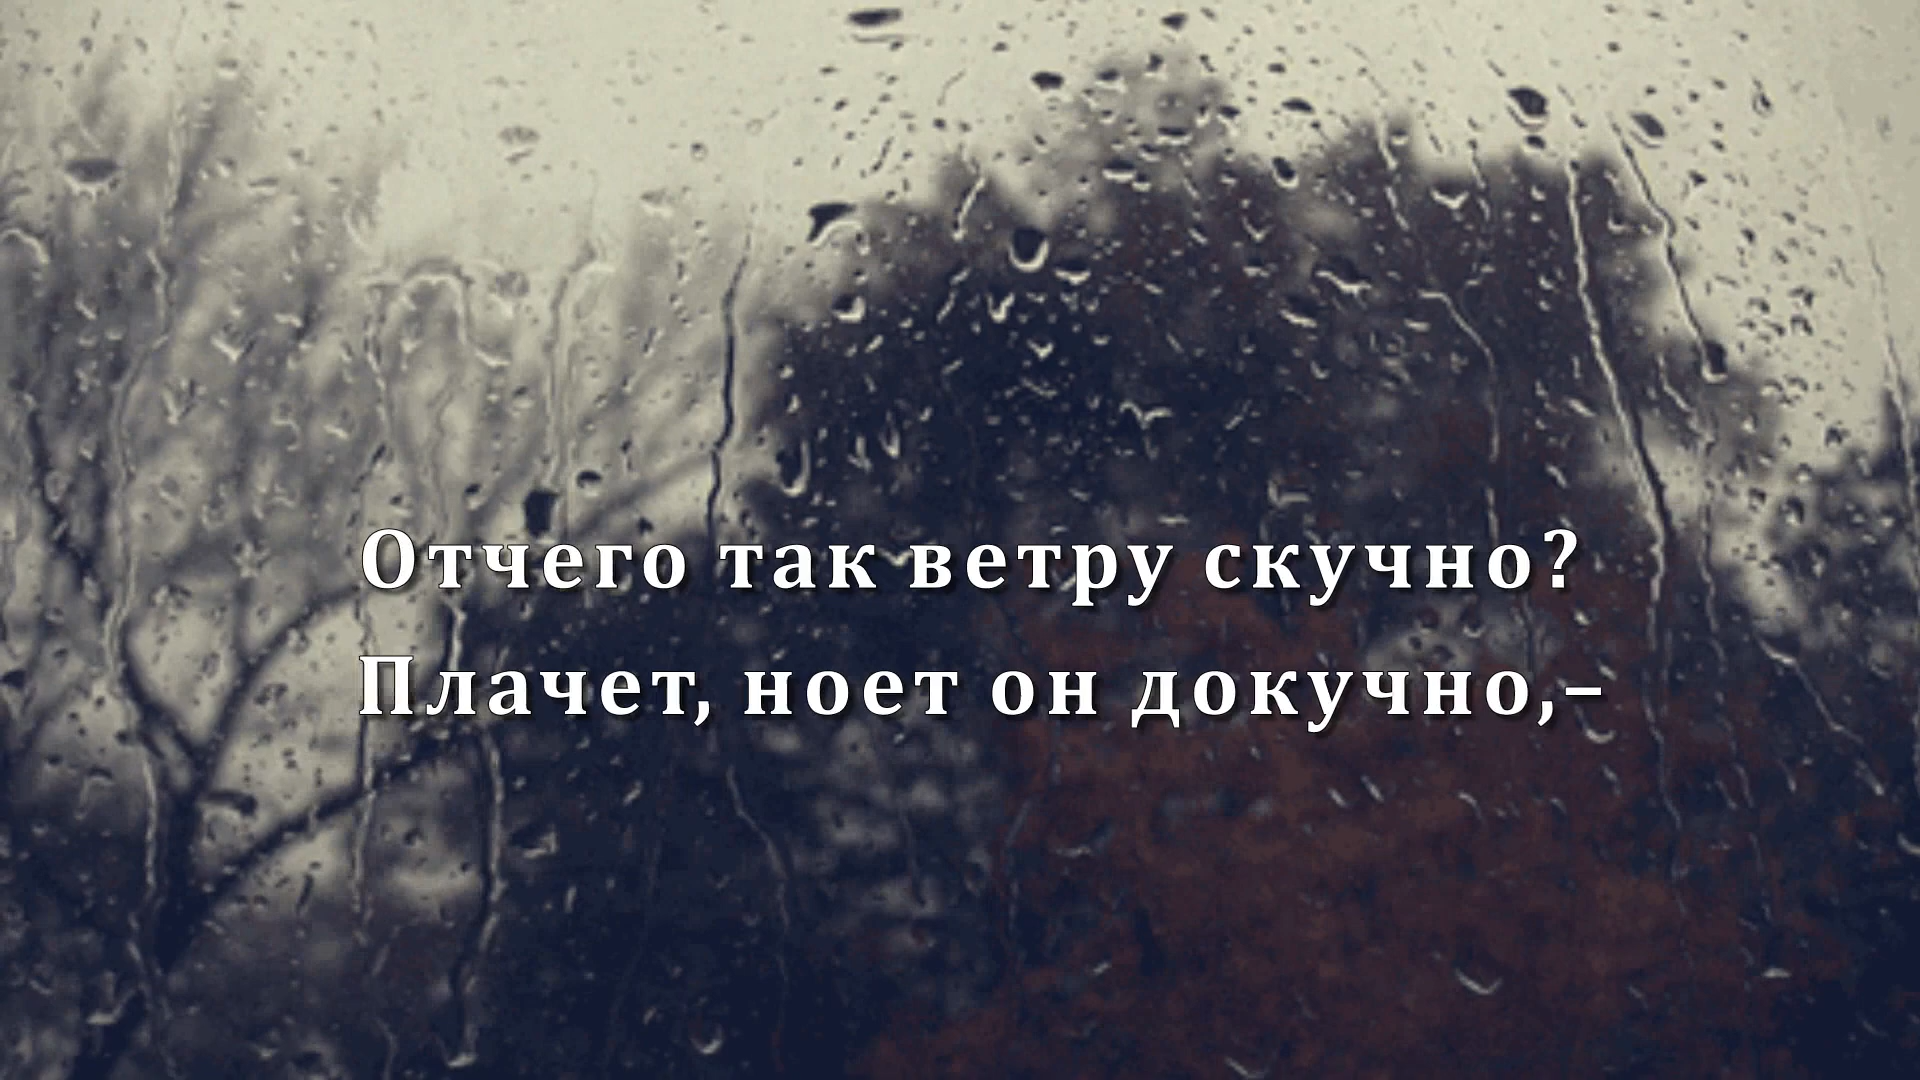 Отчего так ветру скучно?
Плачет, ноет он докучно,–